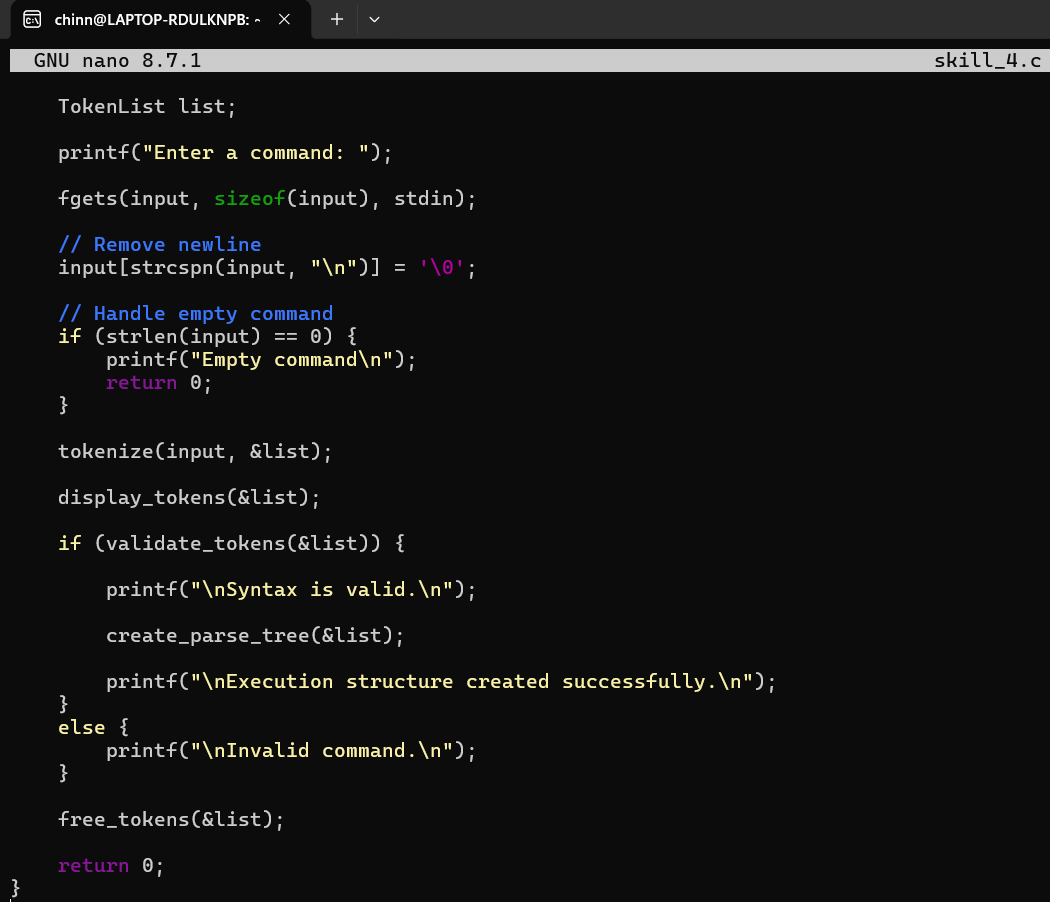 chinn@LAPTOP-RDULKNPB: ~
GNU nano 8.7.1 skill_4.c
TokenList list;
printf("Enter a command: ");
fgets(input, sizeof(input), stdin);
// Remove newline
input[strcspn(input, "\n")] = '\0';
// Handle empty command
if (strlen(input) == 0) {
printf("Empty command\n");
return 0;
}
tokenize(input, &list);
display_tokens(&list);
if (validate_tokens(&list)) {
printf("\nSyntax is valid.\n");
create_parse_tree(&list);
printf("\nExecution structure created successfully.\n");
}
else {
printf("\nInvalid command.\n");
}
free_tokens(&list);
return 0;
}